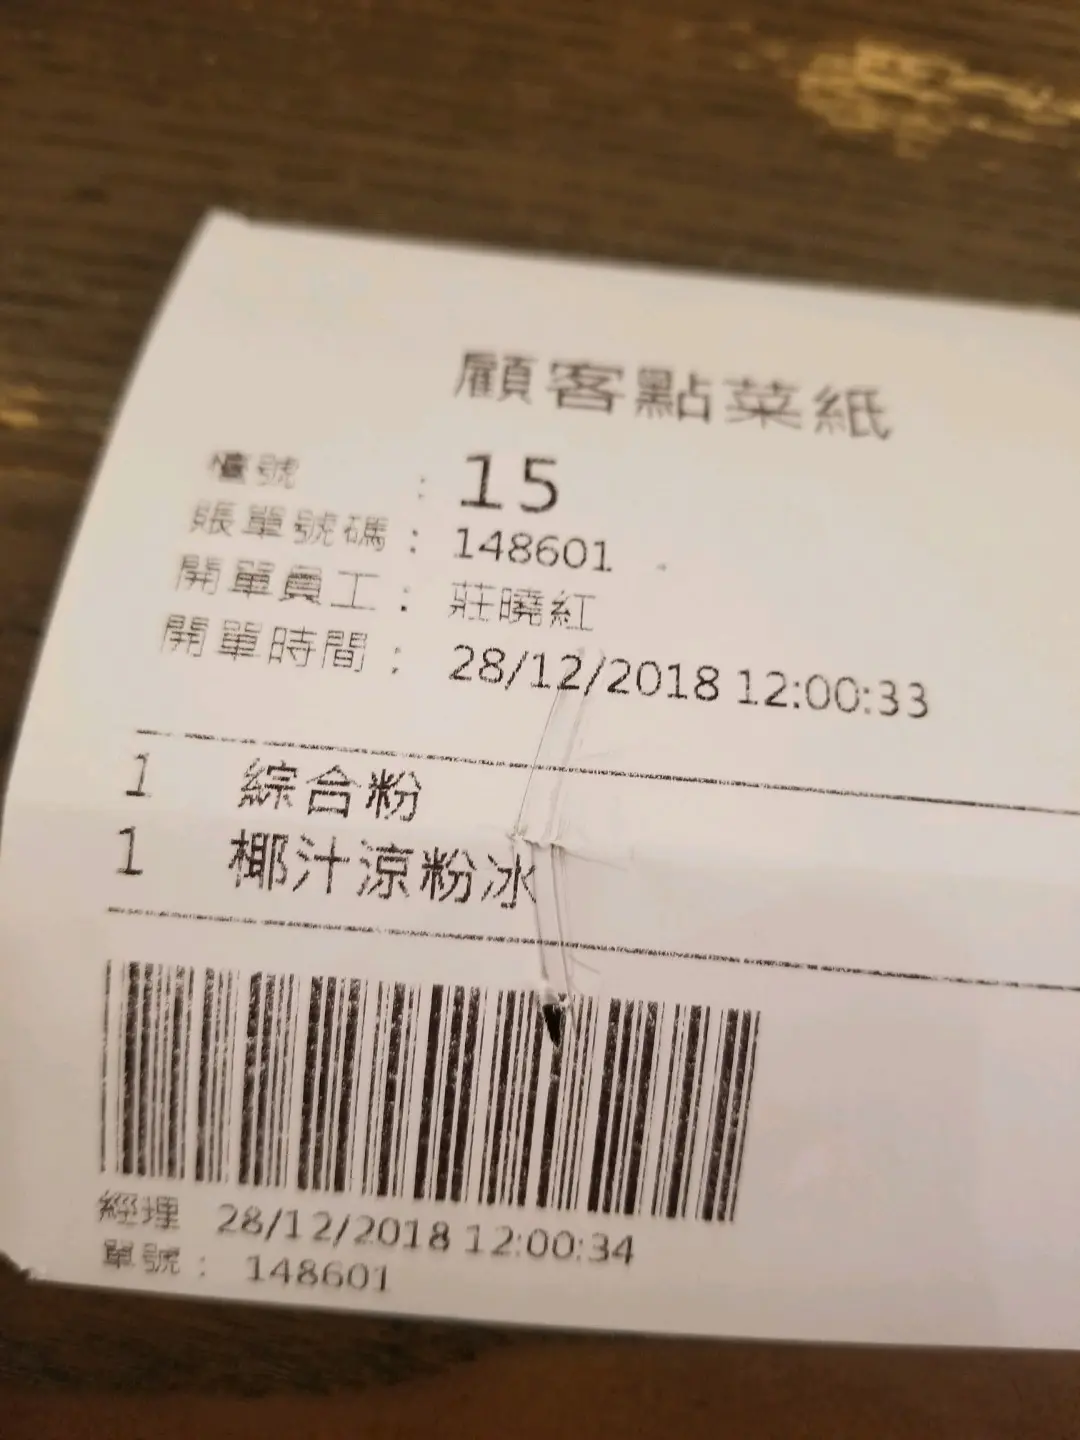 顧客點菜紙
檯號 : 15
賬單號碼 : 148601
開單員工 : 莊曉紅
開單時間 : 28/12/2018 12:00:33
1 綜合粉
1 椰汁涼粉冰
經理 28/12/2018 12:00:34
單號 : 148601